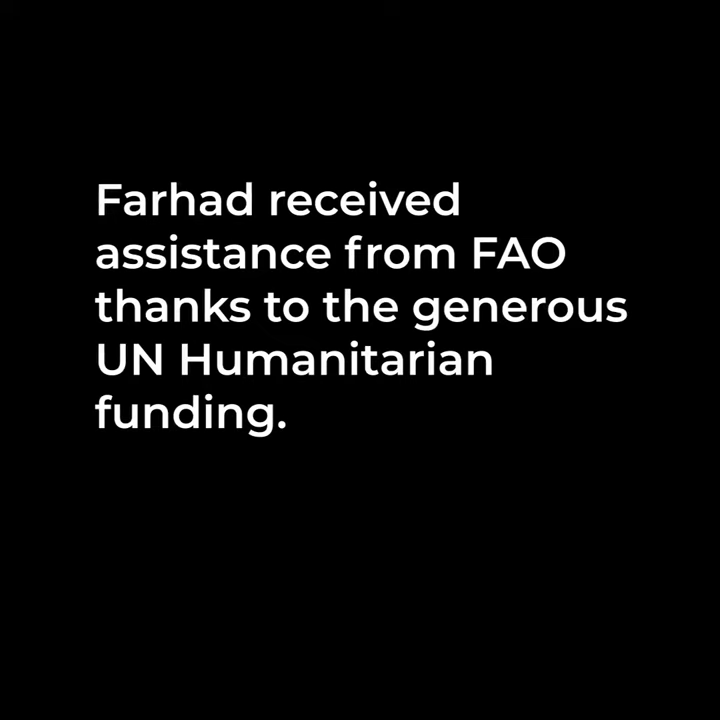 Farhad received
assistance from FAO
thanks to the generous
UN Humanitarian
funding.